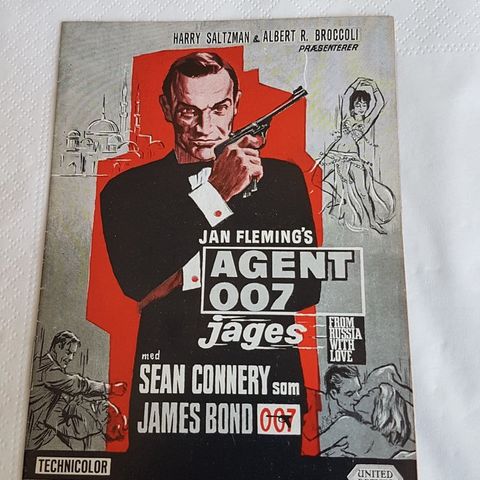 HARRY SALTZMAN & ALBERT R. BROCCOLI
PRÆSENTERER
JAN FLEMING'S
AGENT
007
jages
FROM
RUSSIA
WITH
LOVE
med
SEAN CONNERY som
JAMES BOND 007
TECHNICOLOR
UNITED